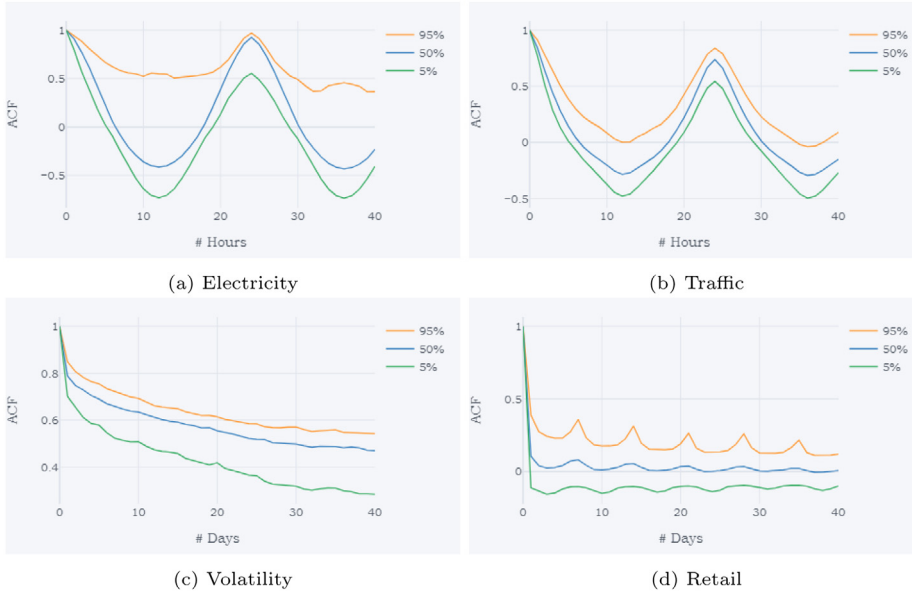 1
0.5
0
−0.5
ACF
0 10 20 30 40
# Hours
95%
50%
5%
(a) Electricity
1
0.5
0
−0.5
ACF
0 10 20 30 40
# Hours
95%
50%
5%
(b) Traffic
1
0.8
0.6
0.4
ACF
0 10 20 30 40
# Days
95%
50%
5%
(c) Volatility
1
0.5
0
ACF
0 10 20 30 40
# Days
95%
50%
5%
(d) Retail